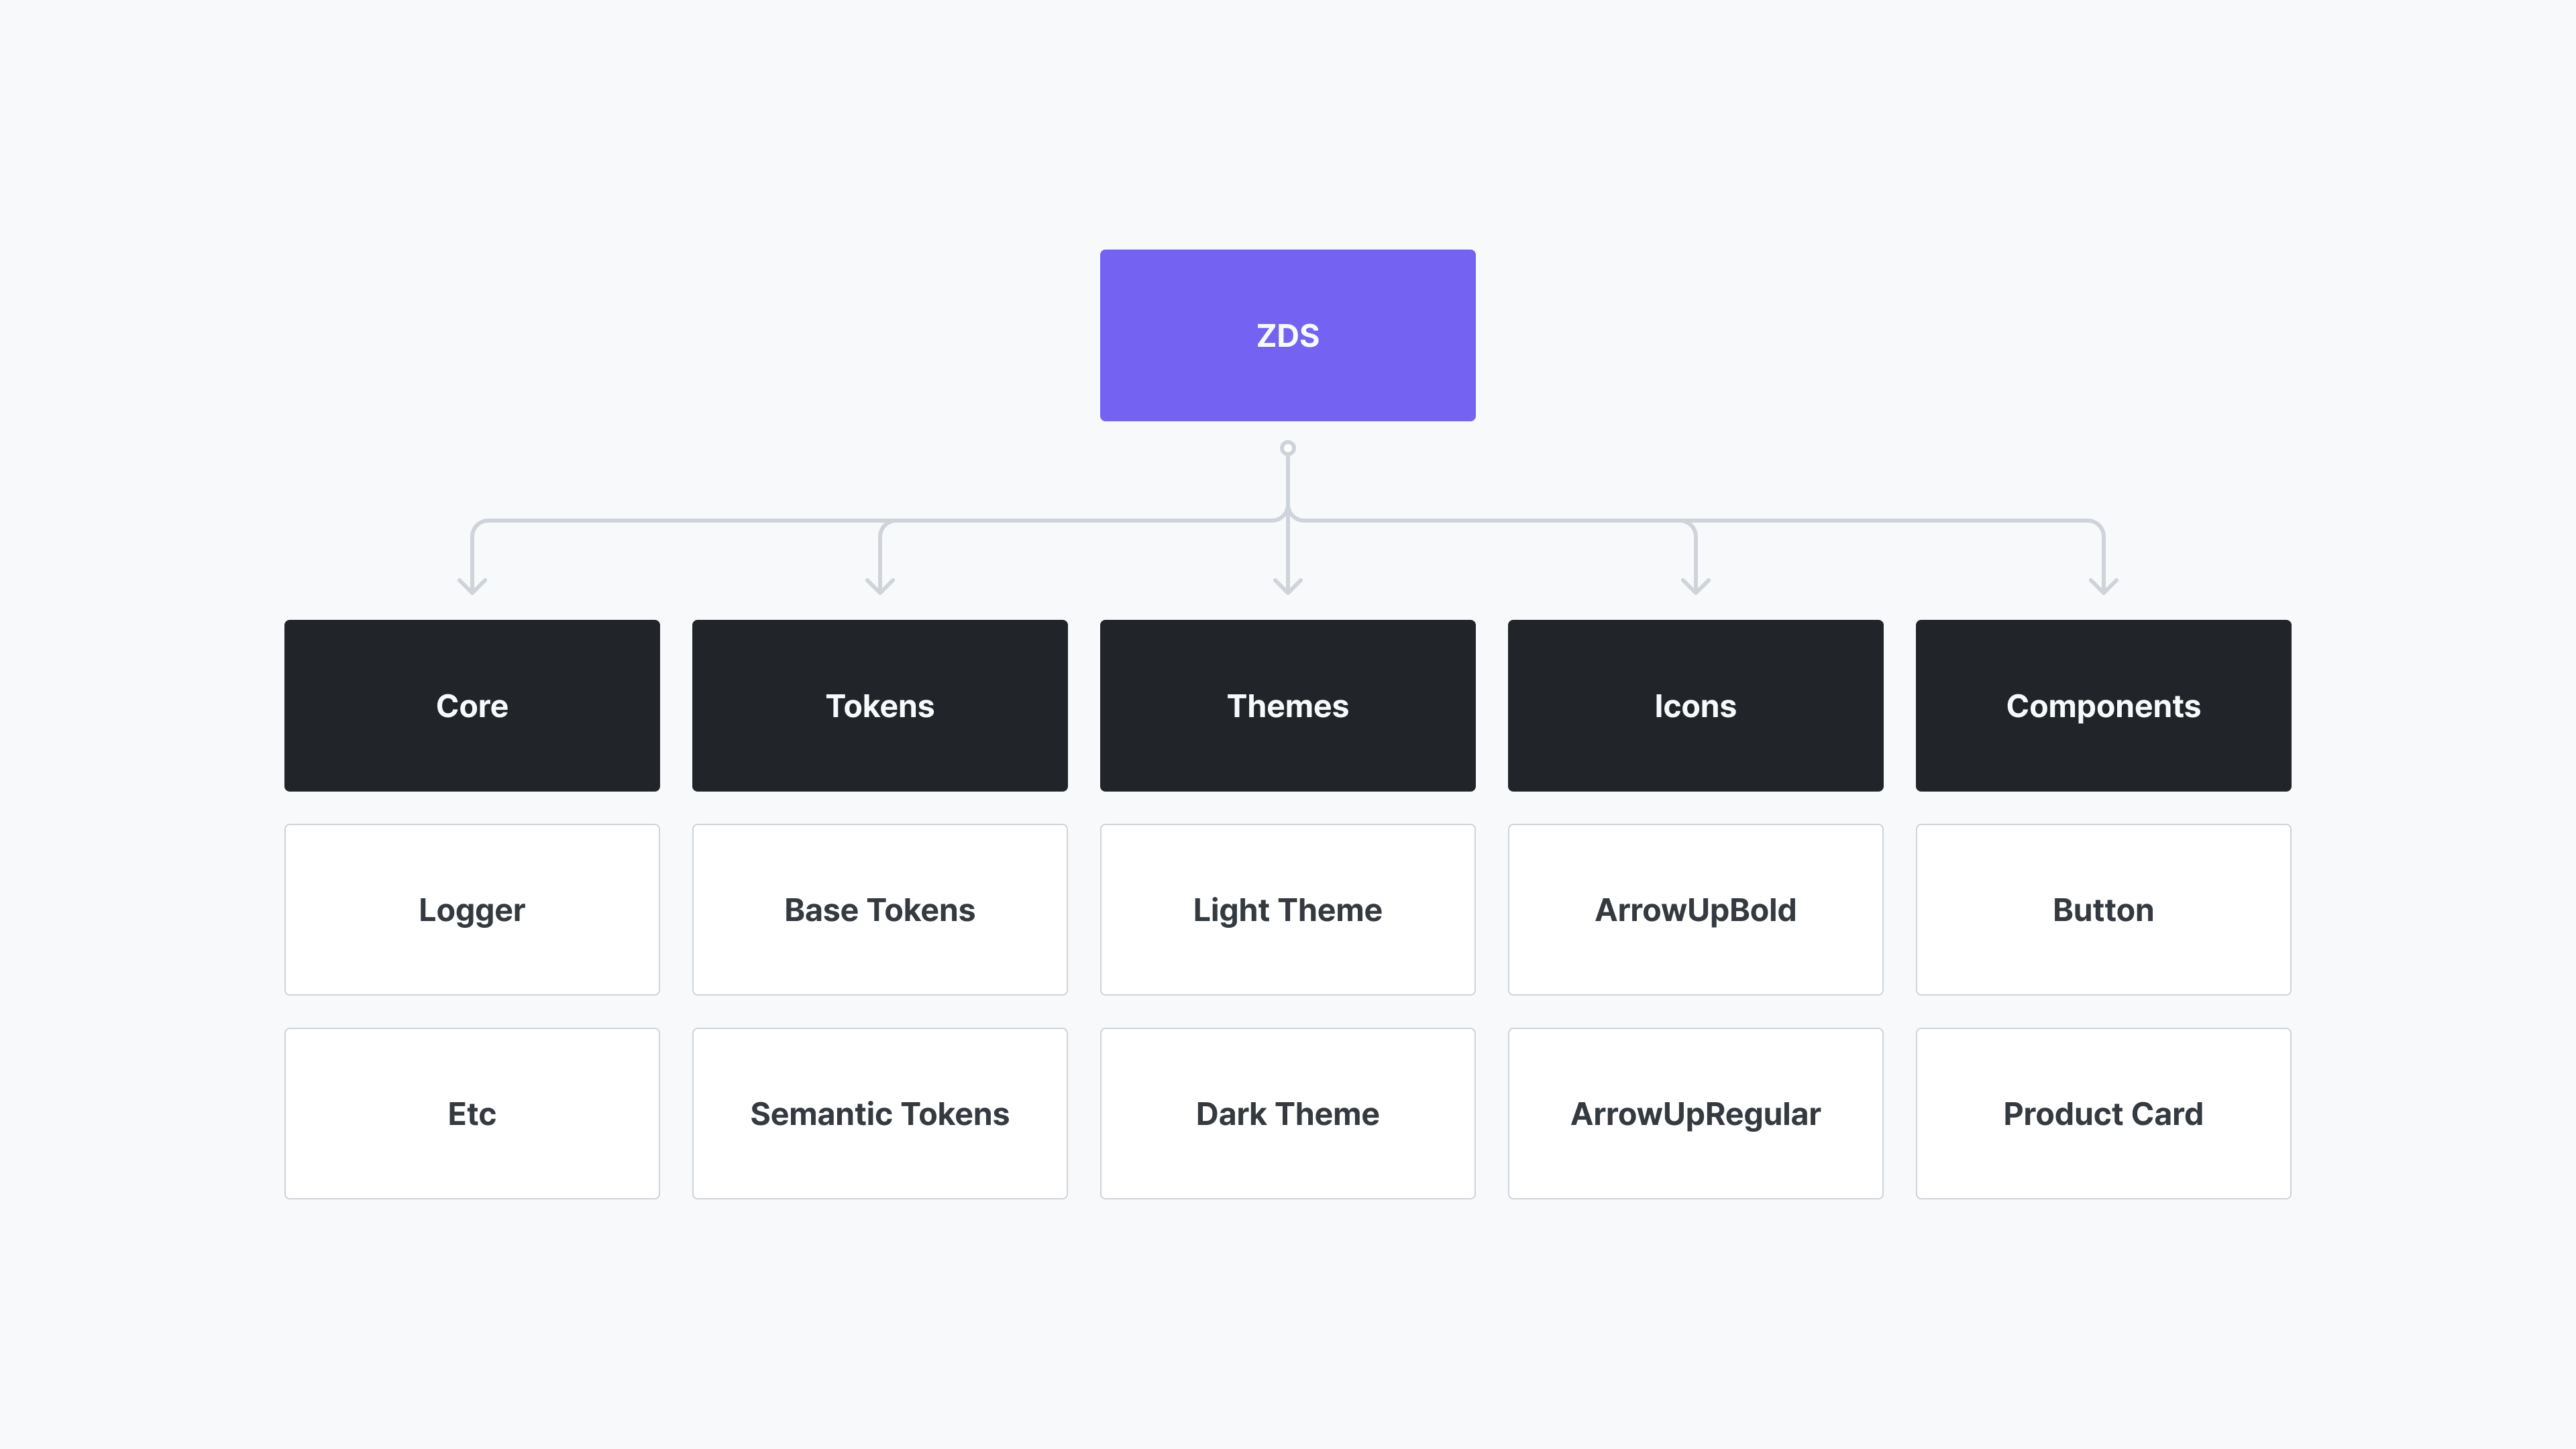 ZDS
Core
Tokens
Themes
Icons
Components
Logger
Base Tokens
Light Theme
ArrowUpBold
Button
Etc
Semantic Tokens
Dark Theme
ArrowUpRegular
Product Card